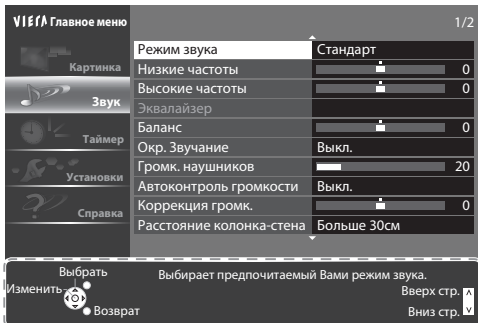 VIErA Главное меню
1/2
Картинка
Звук
Таймер
Установки
Справка
Режим звука Стандарт
Низкие частоты 0
Высокие частоты 0
Эквалайзер
Баланс 0
Окр. Звучание Выкл.
Громк. наушников 20
Автоконтроль громкости Выкл.
Коррекция громк. 0
Расстояние колонка-стена Больше 30см
Выбрать
Изменить
Возврат
Выбирает предпочитаемый Вами режим звука.
Вверх стр.
Вниз стр.